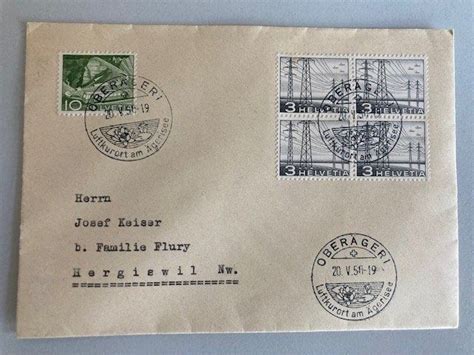 10
OBERÄGERI
20.V.56-19
Luftkurort am Ägerisee
3 HELVETIA
3 HELVETIA
3 HELVETIA
3 HELVETIA
Herrn
Josef Keiser
b. Familie Flury
Hergiswil Nw.
OBERÄGERI
20.V.56-19
Luftkurort am Ägerisee